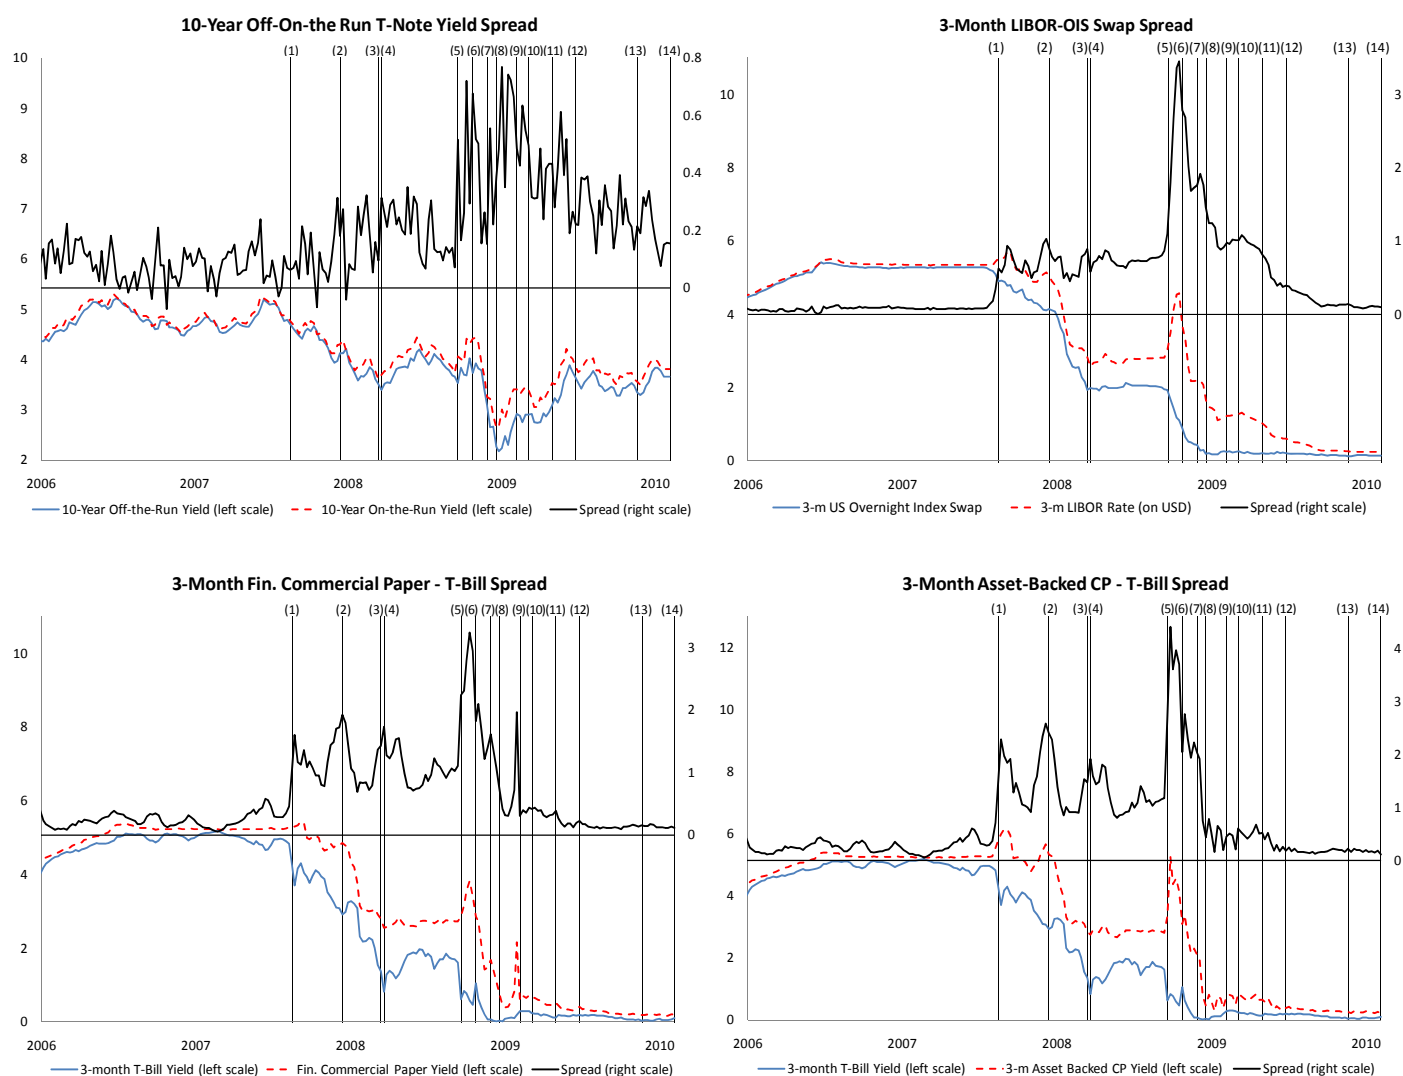 10-Year Off-On-the Run T-Note Yield Spread
(1) (2) (3) (4) (5) (6) (7) (8) (9) (10) (11) (12) (13) (14)
10
9
8
7
6
5
4
3
2
0.8
0.6
0.4
0.2
0
2006 2007 2008 2009 2010
10-Year Off-the-Run Yield (left scale) 10-Year On-the-Run Yield (left scale) Spread (right scale)
3-Month LIBOR-OIS Swap Spread
(1) (2) (3) (4) (5) (6) (7) (8) (9) (10) (11) (12) (13) (14)
10
8
6
4
2
0
3
2
1
0
2006 2007 2008 2009 2010
3-m US Overnight Index Swap 3-m LIBOR Rate (on USD) Spread (right scale)
3-Month Fin. Commercial Paper - T-Bill Spread
(1) (2) (3) (4) (5) (6) (7) (8) (9) (10) (11) (12) (13) (14)
10
8
6
4
2
0
3
2
1
0
2006 2007 2008 2009 2010
3-month T-Bill Yield (left scale) Fin. Commercial Paper Yield (left scale) Spread (right scale)
3-Month Asset-Backed CP - T-Bill Spread
(1) (2) (3) (4) (5) (6) (7) (8) (9) (10) (11) (12) (13) (14)
12
10
8
6
4
2
0
4
3
2
1
0
2006 2007 2008 2009 2010
3-month T-Bill Yield (left scale) 3-m Asset Backed CP Yield (left scale) Spread (right scale)